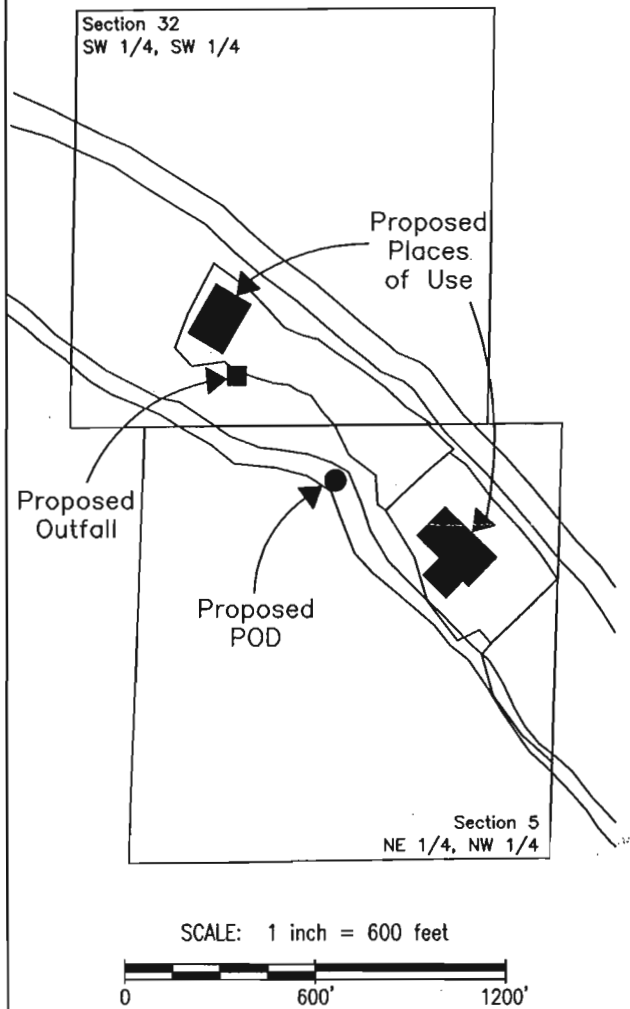 Section 32
SW 1/4, SW 1/4
Proposed
Places
of Use
Proposed
Outfall
Proposed
POD
Section 5
NE 1/4, NW 1/4
SCALE: 1 inch = 600 feet
0
600'
1200'